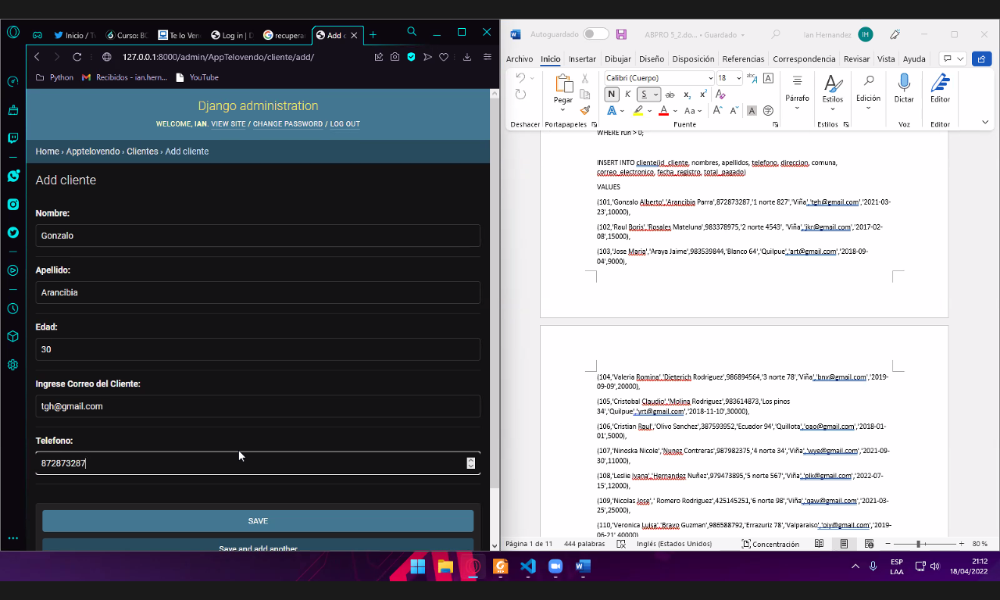 Inicio / T
Curso: BC
Te lo Ven
Log in | D
recupera
Add c
127.0.0.1:8000/admin/AppTelovendo/cliente/add/
Python
Recibidos - ian.hern...
YouTube
Django administration
WELCOME, IAN. VIEW SITE / CHANGE PASSWORD / LOG OUT
Home › Apptelovendo › Clientes › Add cliente
Add cliente
Nombre:
Gonzalo
Apellido:
Arancibia
Edad:
30
Ingrese Correo del Cliente:
tgh@gmail.com
Telefono:
872873287
SAVE
Save and add another
Autoguardado
ABPRO 5_2.do... • Guardado
Ian Hernandez
IH
Archivo
Inicio
Insertar
Dibujar
Diseño
Disposición
Referencias
Correspondencia
Revisar
Vista
Ayuda
Pegar
Calibri (Cuerpo)
18
N K S ab x₂ x²
A A Aa A A A
Párrafo
Estilos
Edición
Dictar
Editor
Deshacer
Portapapeles
Fuente
Estilos
Voz
Editor
WHERE run > 0;
INSERT INTO cliente(id_cliente, nombres, apellidos, telefono, direccion, comuna,
correo_electronico, fecha_registro, total_pagado)
VALUES
(101,'Gonzalo Alberto','Arancibia Parra',872873287,'1 norte 827','Viña','tgh@gmail.com','2021-03-
23',10000),
(102,'Raul Boris','Rosales Mateluna',983378975,'2 norte 4543', 'Viña','jkr@gmail.com','2017-02-
08',15000),
(103,'Jose Maria','Araya Jaime',983539844,'Blanco 64','Quilpue','art@gmail.com','2018-09-
04',9000),
(104,'Valeria Romina','Dieterich Rodriguez',986894564,'3 norte 78','Viña','bnv@gmail.com','2019-
09-09',20000),
(105,'Cristobal Claudio','Molina Rodriguez',983614873,'Los pinos
34','Quilpue','yrt@gmail.com','2018-11-10',30000),
(106,'Cristian Raul','Olivo Sanchez',387593952,'Ecuador 94','Quillota','oao@gmail.com','2018-01-
01',5000),
(107,'Ninoska Nicole','Nunez Contreras',987982375,'4 norte 34','Viña','wye@gmail.com','2021-09-
30',11000),
(108,'Leslie Ivana','Hernandez Nuñez',979473895,'5 norte 567','Viña','plk@gmail.com','2022-07-
15',12000),
(109,'Nicolas Jose',' Romero Rodriguez',425145251,'6 norte 98','Viña','qaw@gmail.com','2021-03-
25',25000),
(110,'Veronica Luisa','Bravo Guzman',986588792,'Errazuriz 78','Valparaiso','oiy@gmail.com','2019-
06-21',40000)
Página 1 de 11
444 palabras
Inglés (Estados Unidos)
Concentración
80 %
ESP
LAA
21:12
18/04/2022